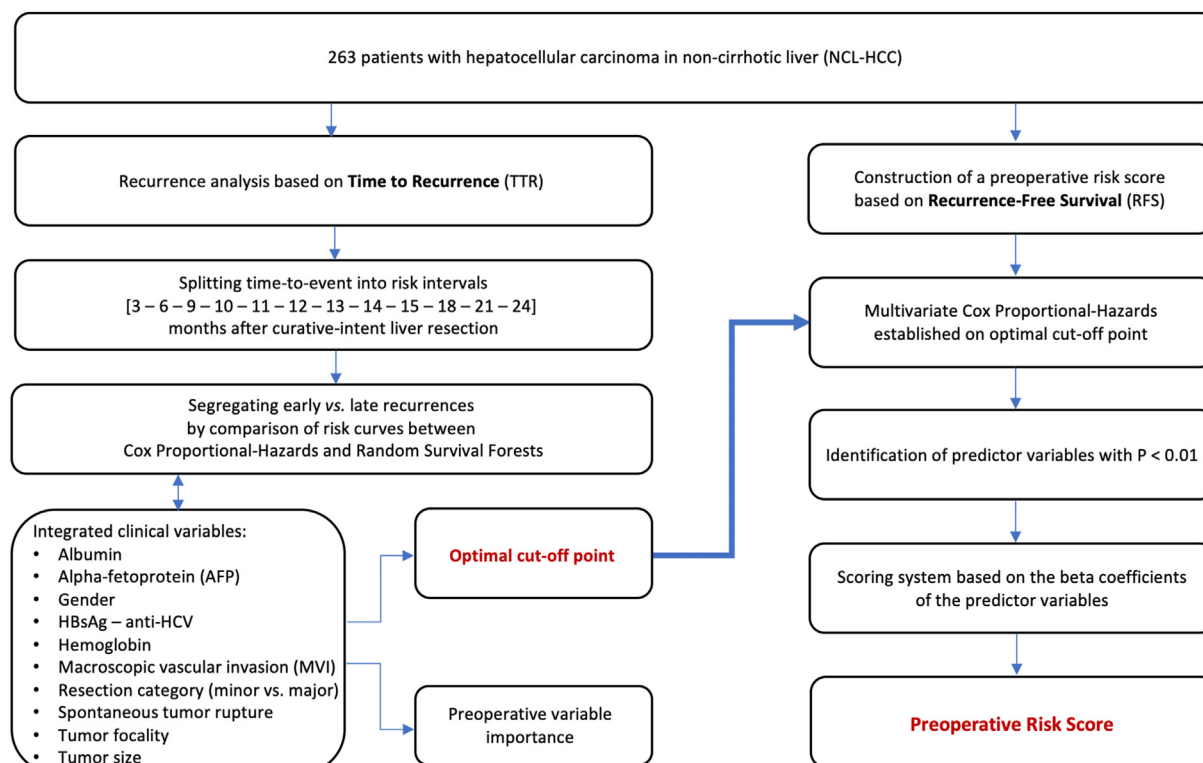 263 patients with hepatocellular carcinoma in non-cirrhotic liver (NCL-HCC)
Recurrence analysis based on Time to Recurrence (TTR)
Splitting time-to-event into risk intervals
[3 – 6 – 9 – 10 – 11 – 12 – 13 – 14 – 15 – 18 – 21 – 24]
months after curative-intent liver resection
Segregating early vs. late recurrences
by comparison of risk curves between
Cox Proportional-Hazards and Random Survival Forests
Integrated clinical variables:
• Albumin
• Alpha-fetoprotein (AFP)
• Gender
• HBsAg – anti-HCV
• Hemoglobin
• Macroscopic vascular invasion (MVI)
• Resection category (minor vs. major)
• Spontaneous tumor rupture
• Tumor focality
• Tumor size
Optimal cut-off point
Preoperative variable
importance
Construction of a preoperative risk score
based on Recurrence-Free Survival (RFS)
Multivariate Cox Proportional-Hazards
established on optimal cut-off point
Identification of predictor variables with P < 0.01
Scoring system based on the beta coefficients
of the predictor variables
Preoperative Risk Score